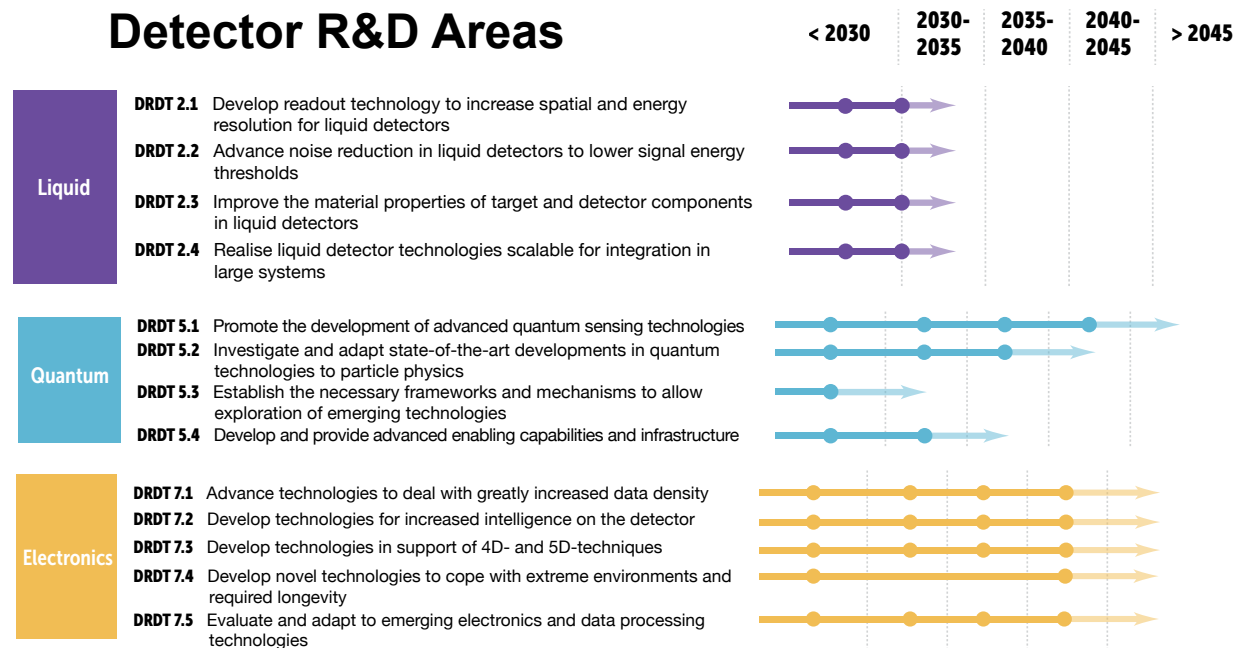 Detector R&D Areas
< 2030
2030-
2035
2035-
2040
2040-
2045
> 2045
Liquid
DRDT 2.1 Develop readout technology to increase spatial and energy
resolution for liquid detectors
DRDT 2.2 Advance noise reduction in liquid detectors to lower signal energy
thresholds
DRDT 2.3 Improve the material properties of target and detector components
in liquid detectors
DRDT 2.4 Realise liquid detector technologies scalable for integration in
large systems
Quantum
DRDT 5.1 Promote the development of advanced quantum sensing technologies
DRDT 5.2 Investigate and adapt state-of-the-art developments in quantum
technologies to particle physics
DRDT 5.3 Establish the necessary frameworks and mechanisms to allow
exploration of emerging technologies
DRDT 5.4 Develop and provide advanced enabling capabilities and infrastructure
Electronics
DRDT 7.1 Advance technologies to deal with greatly increased data density
DRDT 7.2 Develop technologies for increased intelligence on the detector
DRDT 7.3 Develop technologies in support of 4D- and 5D-techniques
DRDT 7.4 Develop novel technologies to cope with extreme environments and
required longevity
DRDT 7.5 Evaluate and adapt to emerging electronics and data processing
technologies